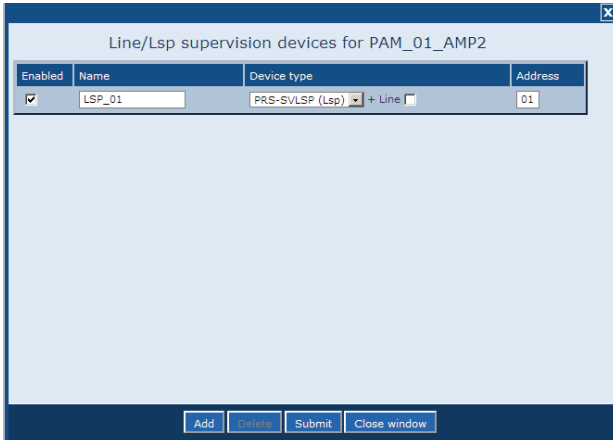 X
Line/Lsp supervision devices for PAM_01_AMP2
Enabled Name Device type Address
LSP_01 PRS-SVLSP (Lsp) + Line 01
Add Delete Submit Close window